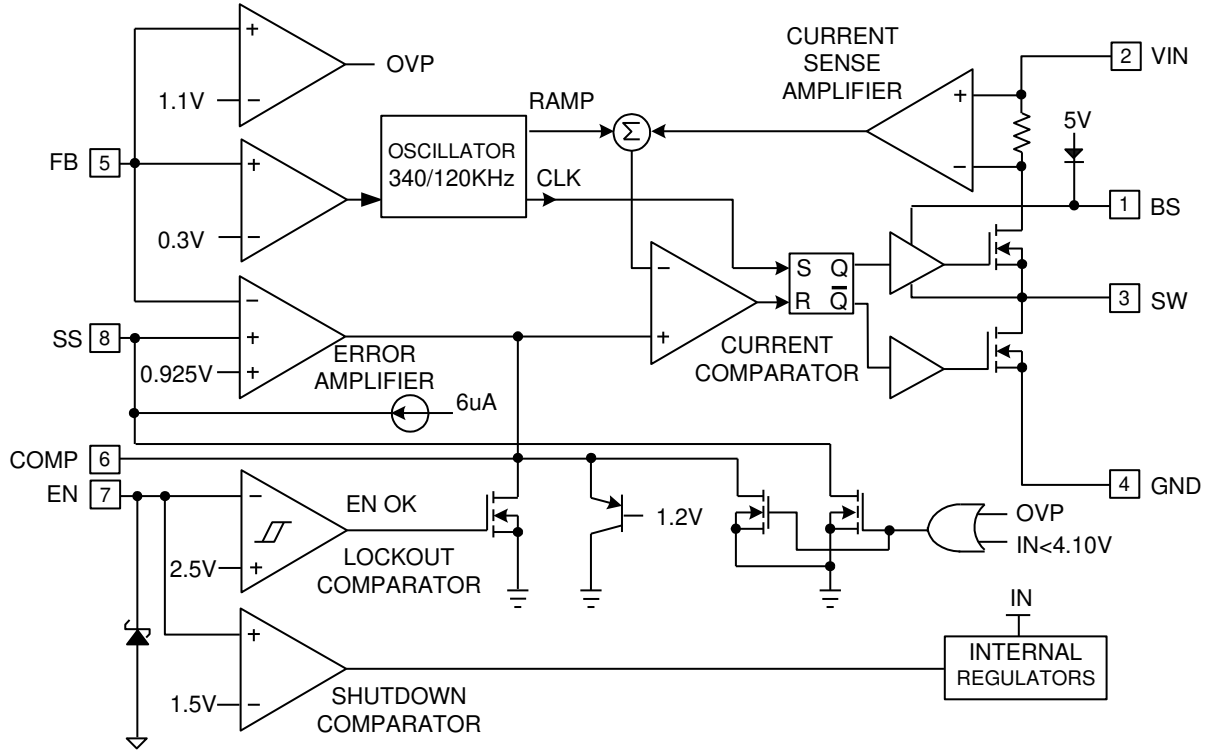 +
OVP
1.1V
−
FB 5
+
0.3V
−
OSCILLATOR
340/120KHz
RAMP
CLK
Σ
CURRENT
SENSE
AMPLIFIER
+
−
2 VIN
5V
1 BS
3 SW
4 GND
−
+
S Q
R Q̅
CURRENT
COMPARATOR
−
SS 8
+
0.925V
+
ERROR
AMPLIFIER
6uA
COMP 6
EN 7
−
EN OK
2.5V
+
LOCKOUT
COMPARATOR
1.2V
OVP
IN<4.10V
+
1.5V
−
SHUTDOWN
COMPARATOR
IN
INTERNAL
REGULATORS